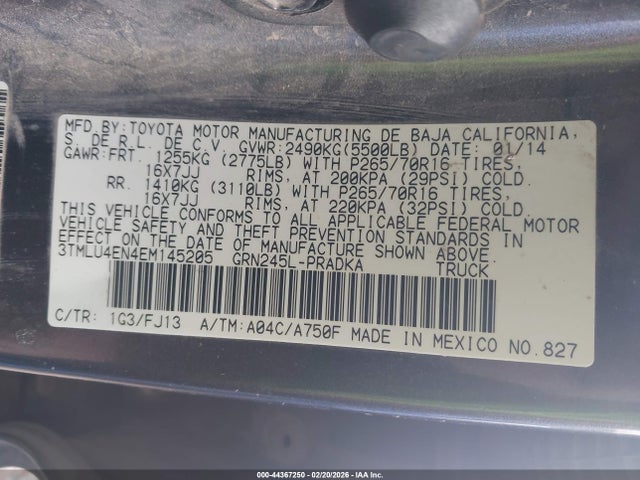 MFD BY:TOYOTA MOTOR MANUFACTURING DE BAJA CALIFORNIA,
S. DE R.L. DE C.V. GVWR:2490KG(5500LB) DATE: 01/14
GAWR:FRT. 1255KG (2775LB) WITH P265/70R16 TIRES,
16X7JJ RIMS, AT 200KPA (29PSI) COLD.
RR. 1410KG (3110LB) WITH P265/70R16 TIRES,
16X7JJ RIMS, AT 220KPA (32PSI) COLD.
THIS VEHICLE CONFORMS TO ALL APPLICABLE FEDERAL MOTOR
VEHICLE SAFETY AND THEFT PREVENTION STANDARDS IN
EFFECT ON THE DATE OF MANUFACTURE SHOWN ABOVE.
3TMLU4EN4EM145205 GRN245L-PRADKA TRUCK
C/TR: 1G3/FJ13 A/TM:A04C/A750F MADE IN MEXICO NO.827
000-44367250 - 02/20/2026 - IAA Inc.